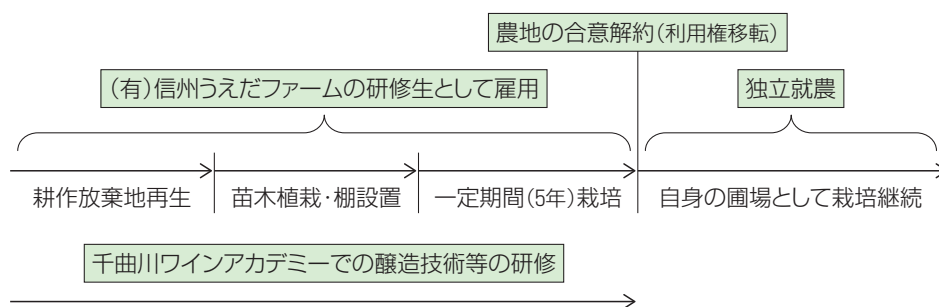 農地の合意解約(利用権移転)
(有)信州うえだファームの研修生として雇用
独立就農
耕作放棄地再生
苗木植栽・棚設置
一定期間(5年)栽培
自身の圃場として栽培継続
千曲川ワインアカデミーでの醸造技術等の研修